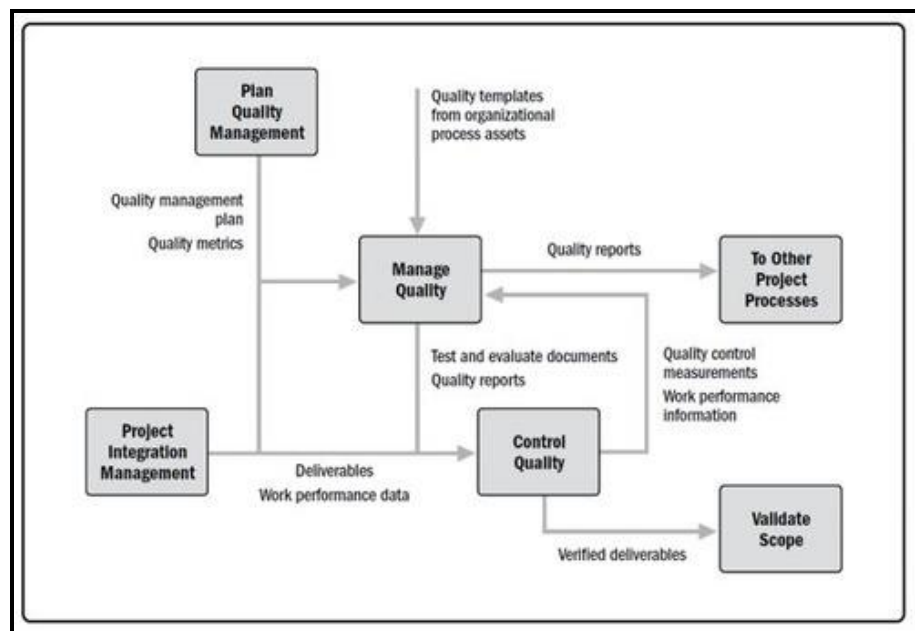 Plan
Quality
Management
Quality templates
from organizational
process assets
Quality management
plan
Quality metrics
Manage
Quality
Quality reports
To Other
Project
Processes
Test and evaluate documents
Quality reports
Quality control
measurements
Work performance
information
Project
Integration
Management
Deliverables
Work performance data
Control
Quality
Verified deliverables
Validate
Scope